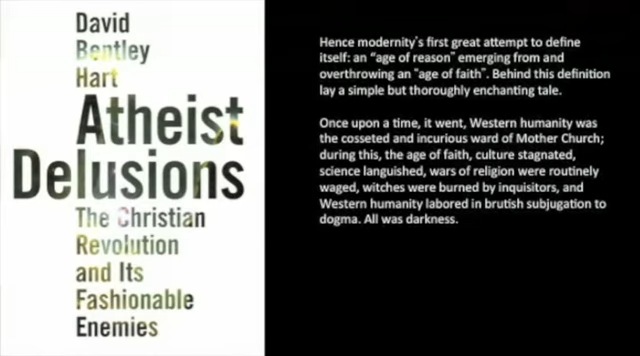 David
Bentley
Hart
Atheist
Delusions
The Christian
Revolution
and Its
Fashionable
Enemies
Hence modernity's first great attempt to define
itself: an “age of reason” emerging from and
overthrowing an "age of faith”. Behind this definition
lay a simple but thoroughly enchanting tale.
Once upon a time, it went, Western humanity was
the cosseted and incurious ward of Mother Church;
during this, the age of faith, culture stagnated,
science languished, wars of religion were routinely
waged, witches were burned by inquisitors, and
Western humanity labored in brutish subjugation to
dogma. All was darkness.